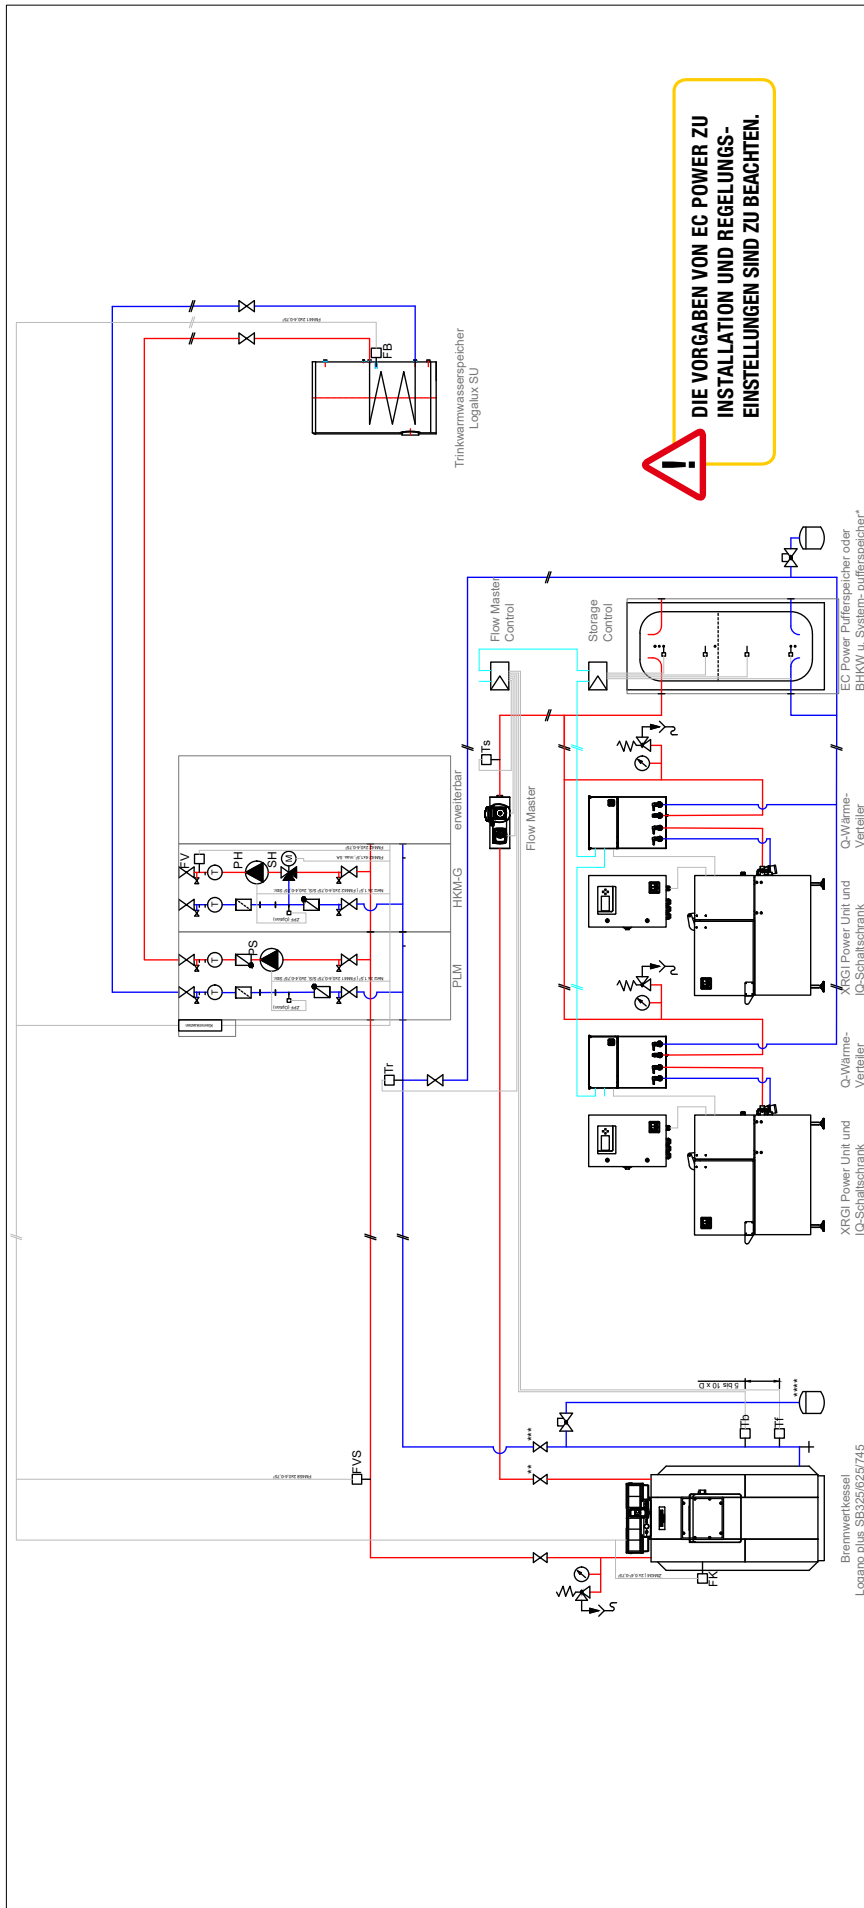 DIE VORGABEN VON EC POWER ZU
INSTALLATION UND REGELUNGS-
EINSTELLUNGEN SIND ZU BEACHTEN.
FB
Trinkwarmwasserspeicher
Logalux SU
Flow Master
Control
Storage
Control
EC Power Pufferspeicher oder
BHKW u. System- pufferspeicher*
Ts
Flow Master
erweiterbar
HKM-G
PLM
FV
PH
SH
M
T
T
PS
T
T
Tr
Q-Wärme-
Verteiler
XRGI Power Unit und
IQ-Schaltschrank
Q-Wärme-
Verteiler
XRGI Power Unit und
IQ-Schaltschrank
5 bis 10 x D
****
***
**
Tb
Tf
FVS
FK
Brennwertkessel
Logano plus SB325/625/745